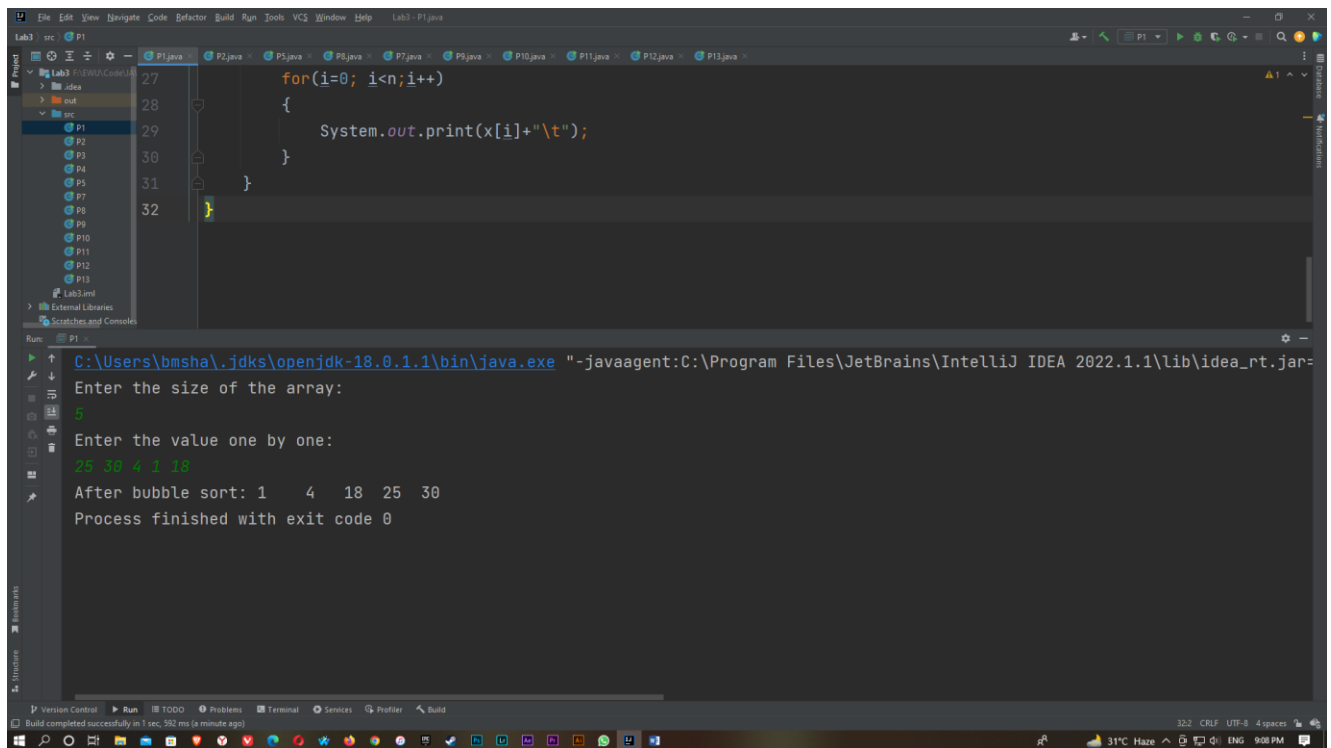 File Edit View Navigate Code Refactor Build Run Tools VCS Window Help Lab3 - P1.java
Lab3 src P1
P1
Project
P1.java P2.java P5.java P8.java P7.java P9.java P10.java P11.java P12.java P13.java
Lab3
.idea
out
src
P1
P2
P3
P4
P5
P7
P8
P9
P10
P11
P12
P13
Lab3.iml
External Libraries
Scratches and Consoles
27 for(i=0; i<n;i++)
28 {
29 System.out.print(x[i]+"\t");
30 }
31 }
32 }
1
Database
Notifications
Run: P1
C:\Users\bmsha\.jdks\openjdk-18.0.1.1\bin\java.exe "-javaagent:C:\Program Files\JetBrains\IntelliJ IDEA 2022.1.1\lib\idea_rt.jar=
Enter the size of the array:
5
Enter the value one by one:
25 30 4 1 18
After bubble sort: 1 4 18 25 30
Process finished with exit code 0
Bookmarks
Structure
Version Control Run TODO Problems Terminal Services Profiler Build
Build completed successfully in 1 sec, 592 ms (a minute ago)
32:2 CRLF UTF-8 4 spaces
31°C Haze ENG 9:08 PM